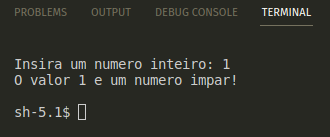 PROBLEMS OUTPUT DEBUG CONSOLE TERMINAL
Insira um numero inteiro: 1
O valor 1 e um numero impar!
sh-5.1$